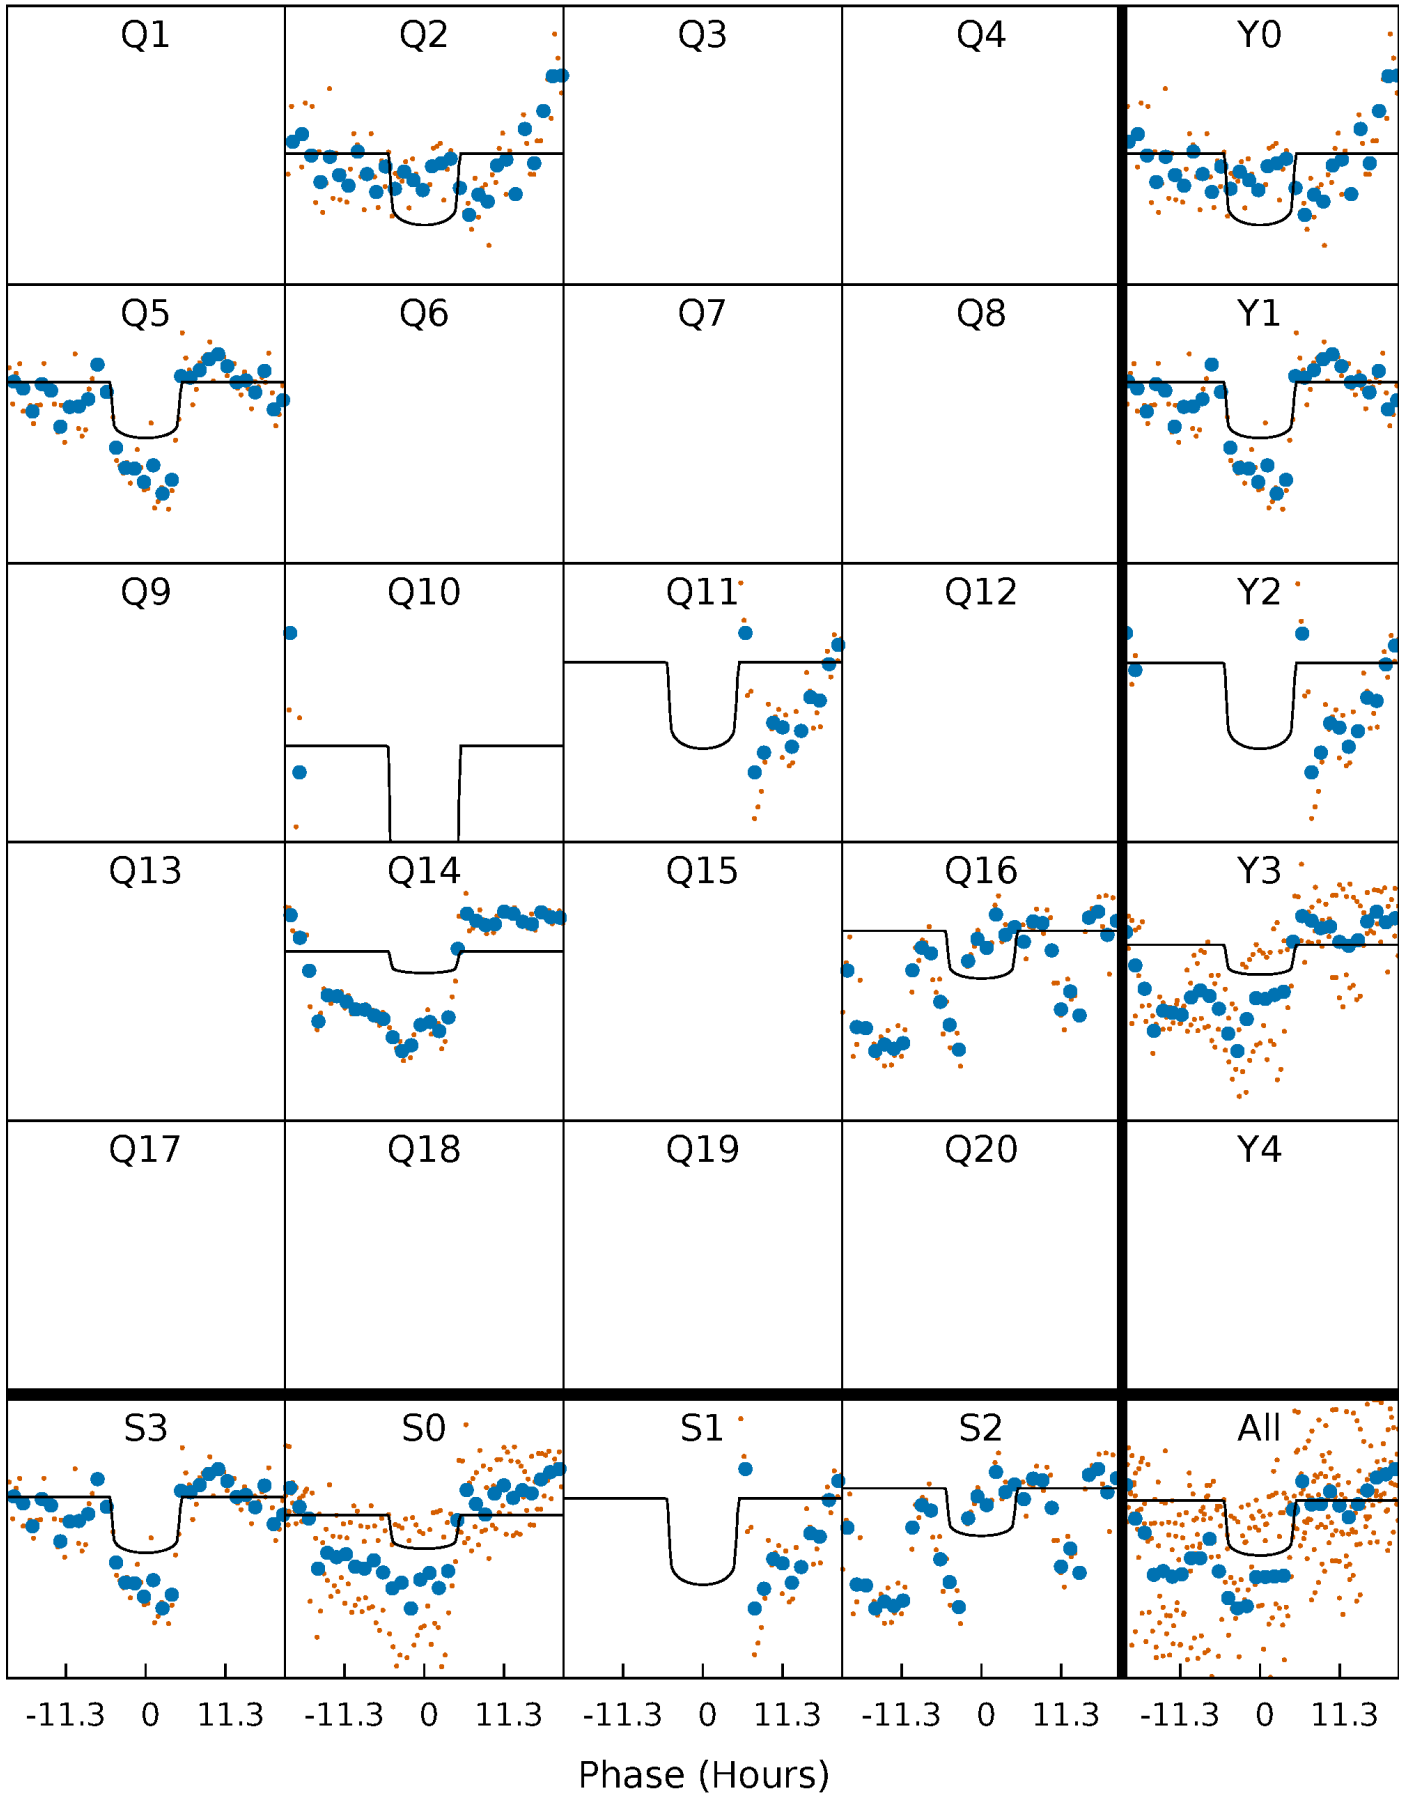 Q1 Q2 Q3 Q4 Y0
Q5 Q6 Q7 Q8 Y1
Q9 Q10 Q11 Q12 Y2
Q13 Q14 Q15 Q16 Y3
Q17 Q18 Q19 Q20 Y4
S3 S0 S1 S2 All
-11.3 0 11.3 -11.3 0 11.3 -11.3 0 11.3 -11.3 0 11.3 -11.3 0 11.3
Phase (Hours)